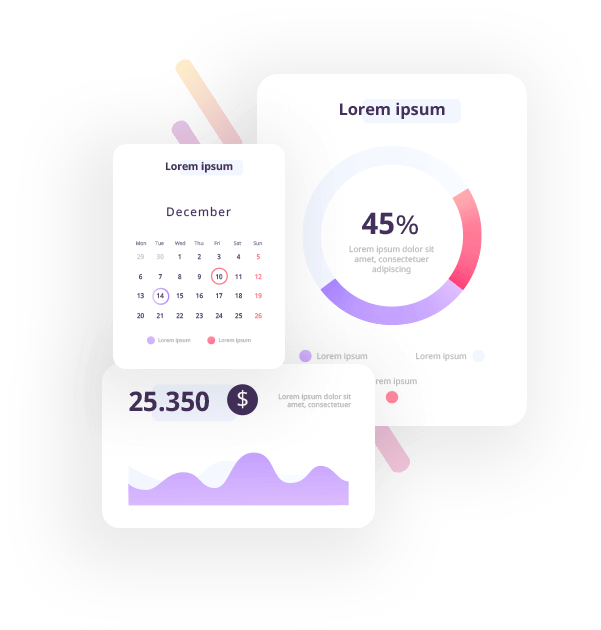 Lorem ipsum
45%
Lorem ipsum dolor sit
amet, consectetuer
adipiscing
Lorem ipsum
Lorem ipsum
rem ipsum
Lorem ipsum
December
Mon Tue Wed Thu Fri Sat Sun
29 30 1 2 3 4 5
6 7 8 9 10 11 12
13 14 15 16 17 18 19
20 21 22 23 24 25 26
Lorem ipsum Lorem ipsum
25.350 $
Lorem ipsum dolor sit
amet, consectetuer